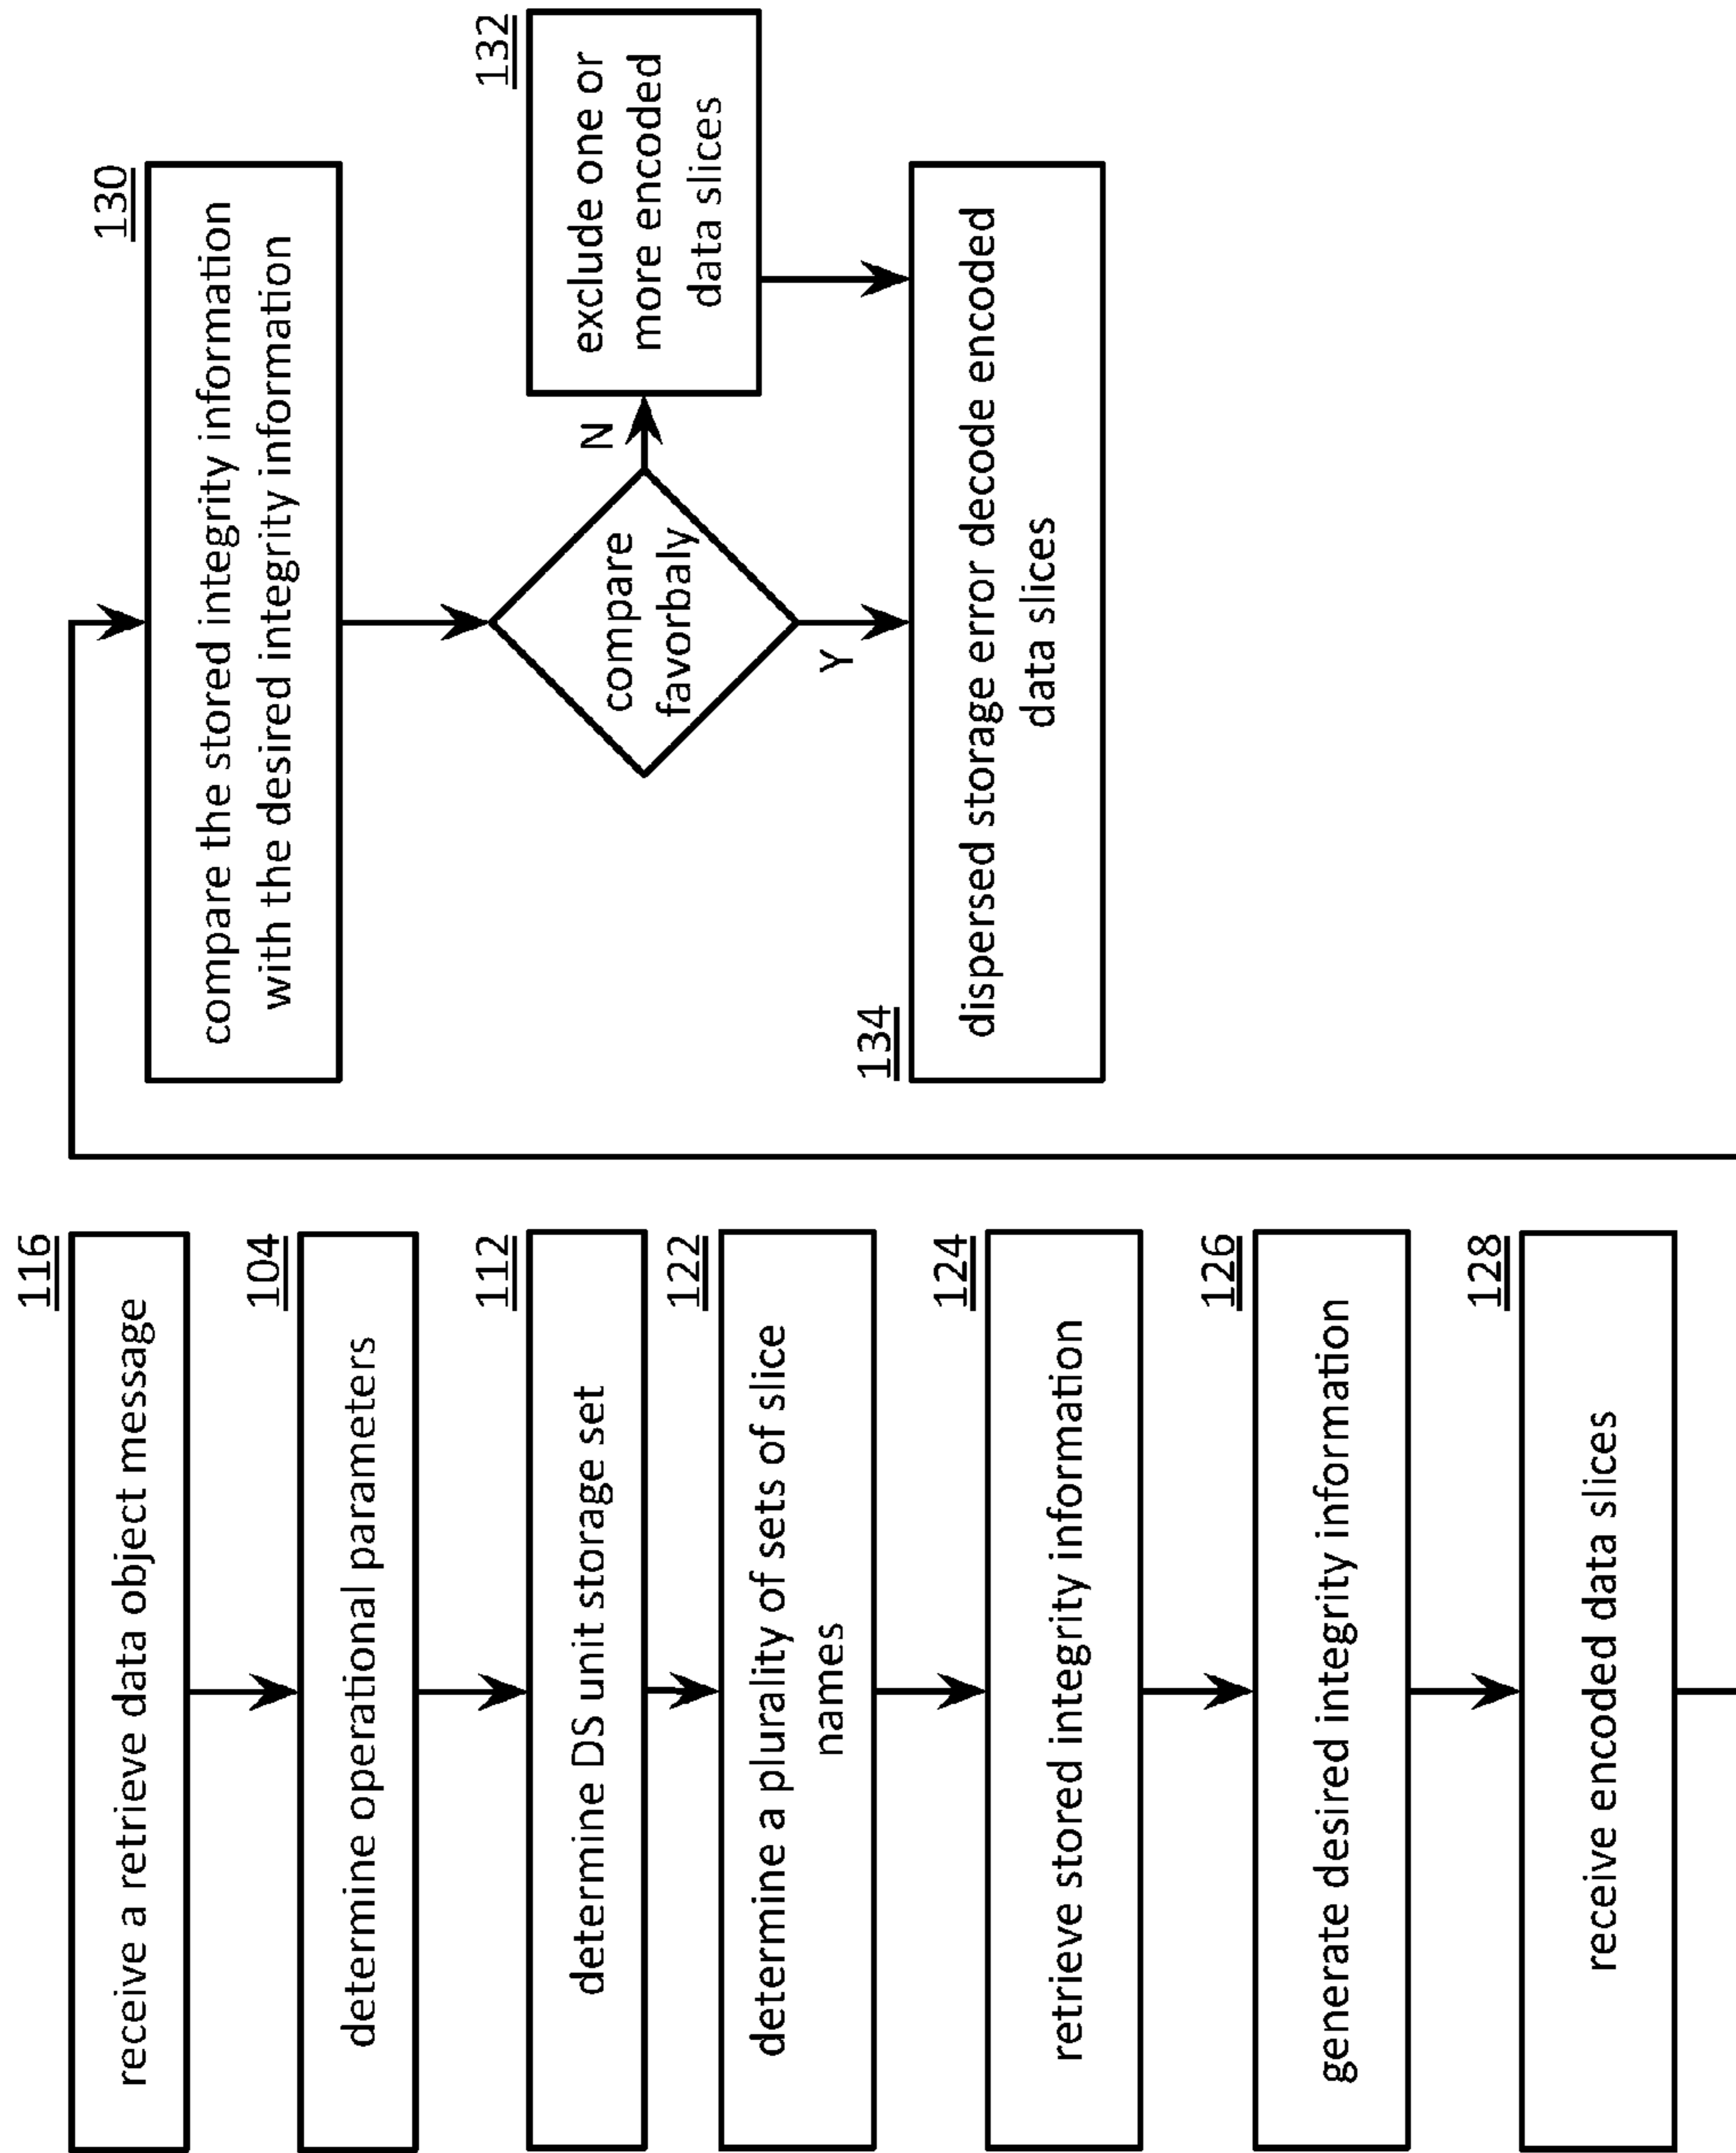 116
receive a retrieve data object message
104
determine operational parameters
112
determine DS unit storage set
122
determine a plurality of sets of slice
names
124
retrieve stored integrity information
126
generate desired integrity information
128
receive encoded data slices
130
compare the stored integrity information
with the desired integrity information
compare
favorbaly
N
Y
132
exclude one or
more encoded
data slices
134
dispersed storage error decode encoded
data slices